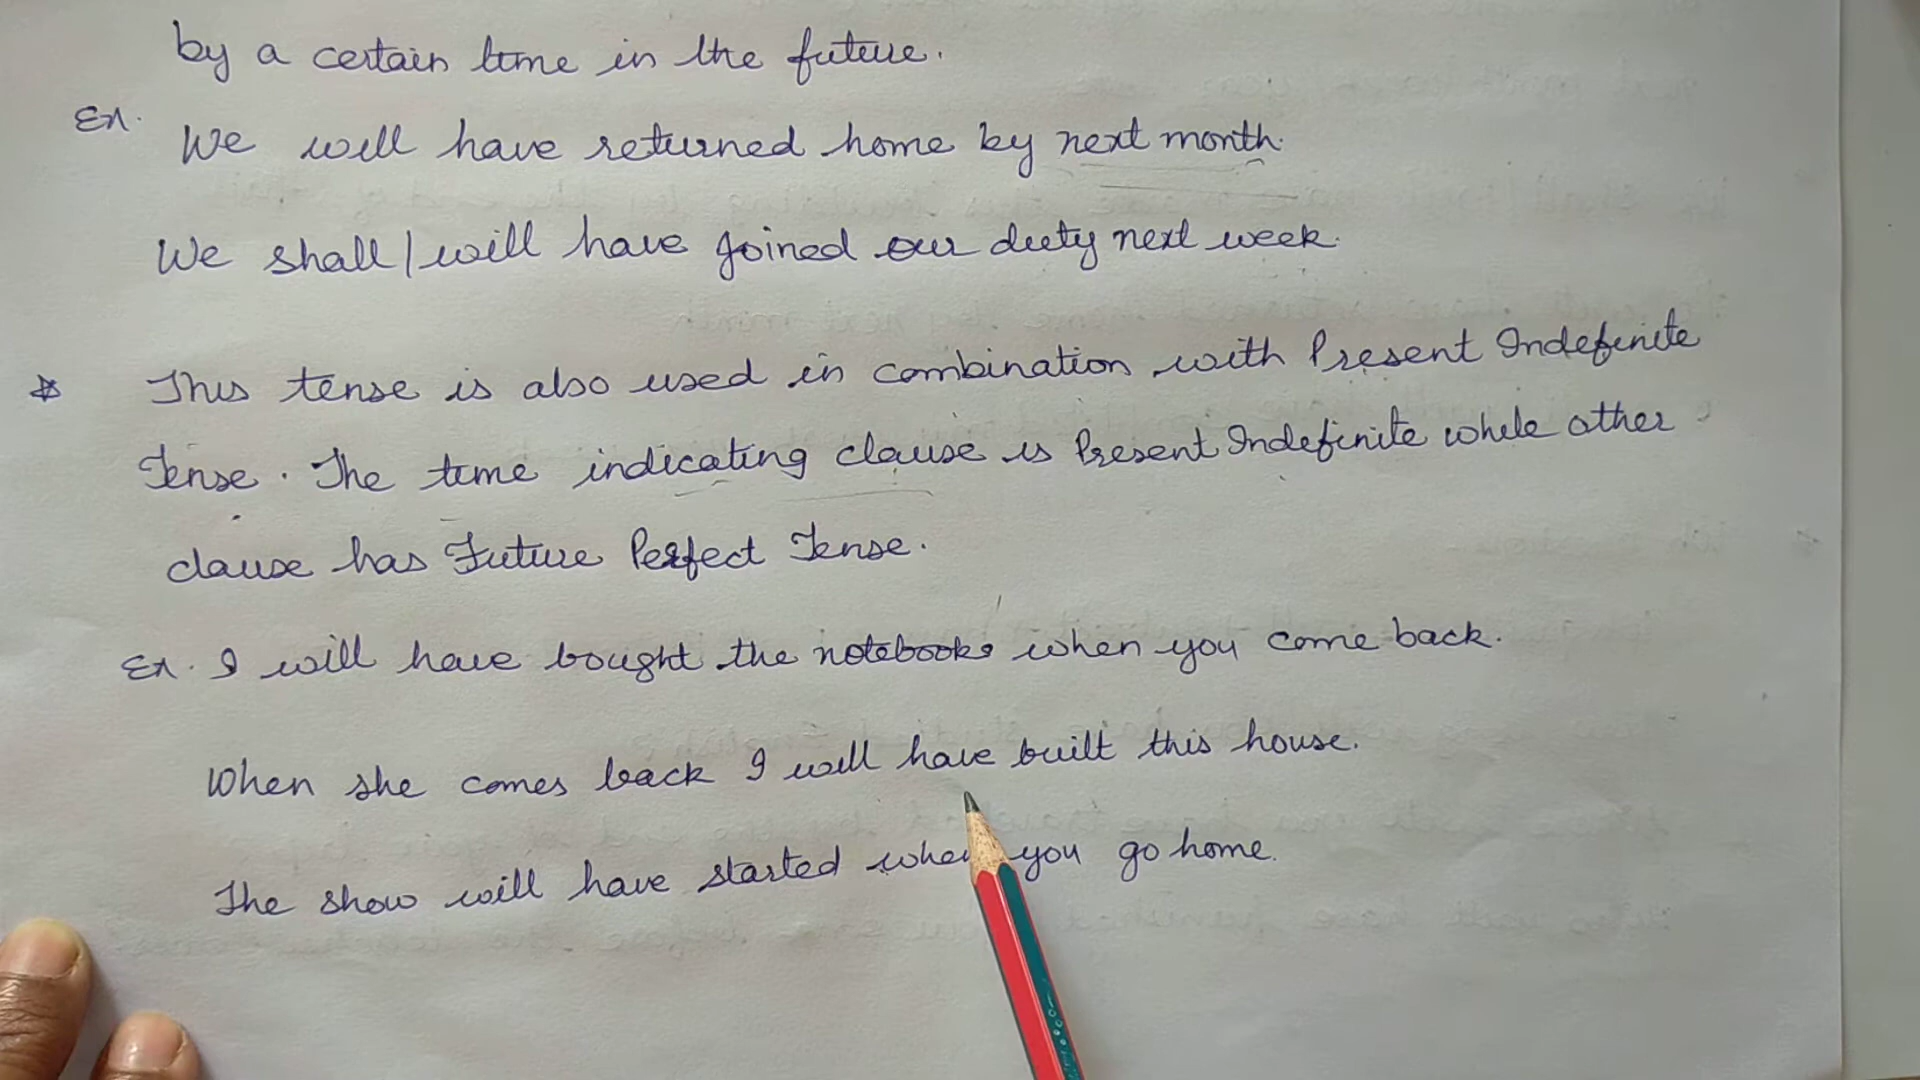 by a certain time in the future.
Ex. We will have returned home by next month.
We shall/will have joined our duty next week.
* This tense is also used in combination with Present Indefinite
Tense. The time indicating clause is Present Indefinite while other
clause has Future Perfect Tense.
Ex. I will have bought the notebooks when you come back.
When she comes back I will have built this house.
The show will have started when you go home.